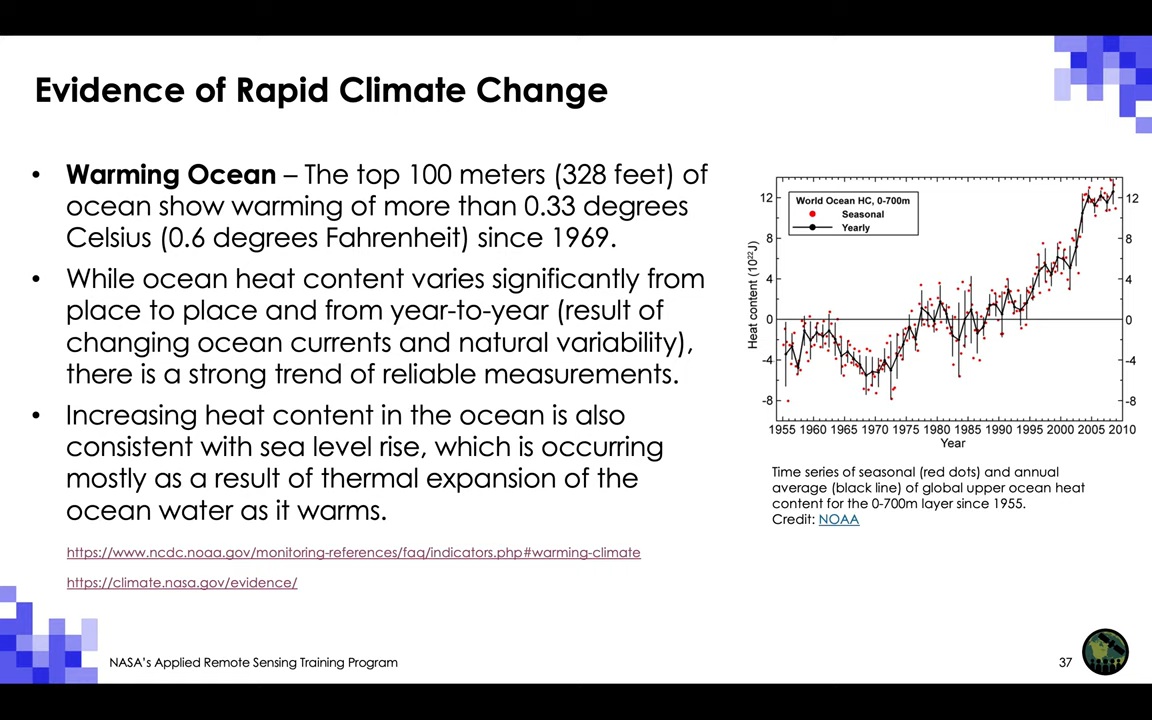 Evidence of Rapid Climate Change
• Warming Ocean – The top 100 meters (328 feet) of
ocean show warming of more than 0.33 degrees
Celsius (0.6 degrees Fahrenheit) since 1969.
• While ocean heat content varies significantly from
place to place and from year-to-year (result of
changing ocean currents and natural variability),
there is a strong trend of reliable measurements.
• Increasing heat content in the ocean is also
consistent with sea level rise, which is occurring
mostly as a result of thermal expansion of the
ocean water as it warms.
https://www.ncdc.noaa.gov/monitoring-references/faq/indicators.php#warming-climate
https://climate.nasa.gov/evidence/
World Ocean HC, 0-700m
Seasonal
Yearly
Heat content (10²²J)
12 12
8 8
4 4
0 0
-4 -4
-8 -8
1955 1960 1965 1970 1975 1980 1985 1990 1995 2000 2005 2010
Year
Time series of seasonal (red dots) and annual
average (black line) of global upper ocean heat
content for the 0-700m layer since 1955.
Credit: NOAA
NASA's Applied Remote Sensing Training Program
37